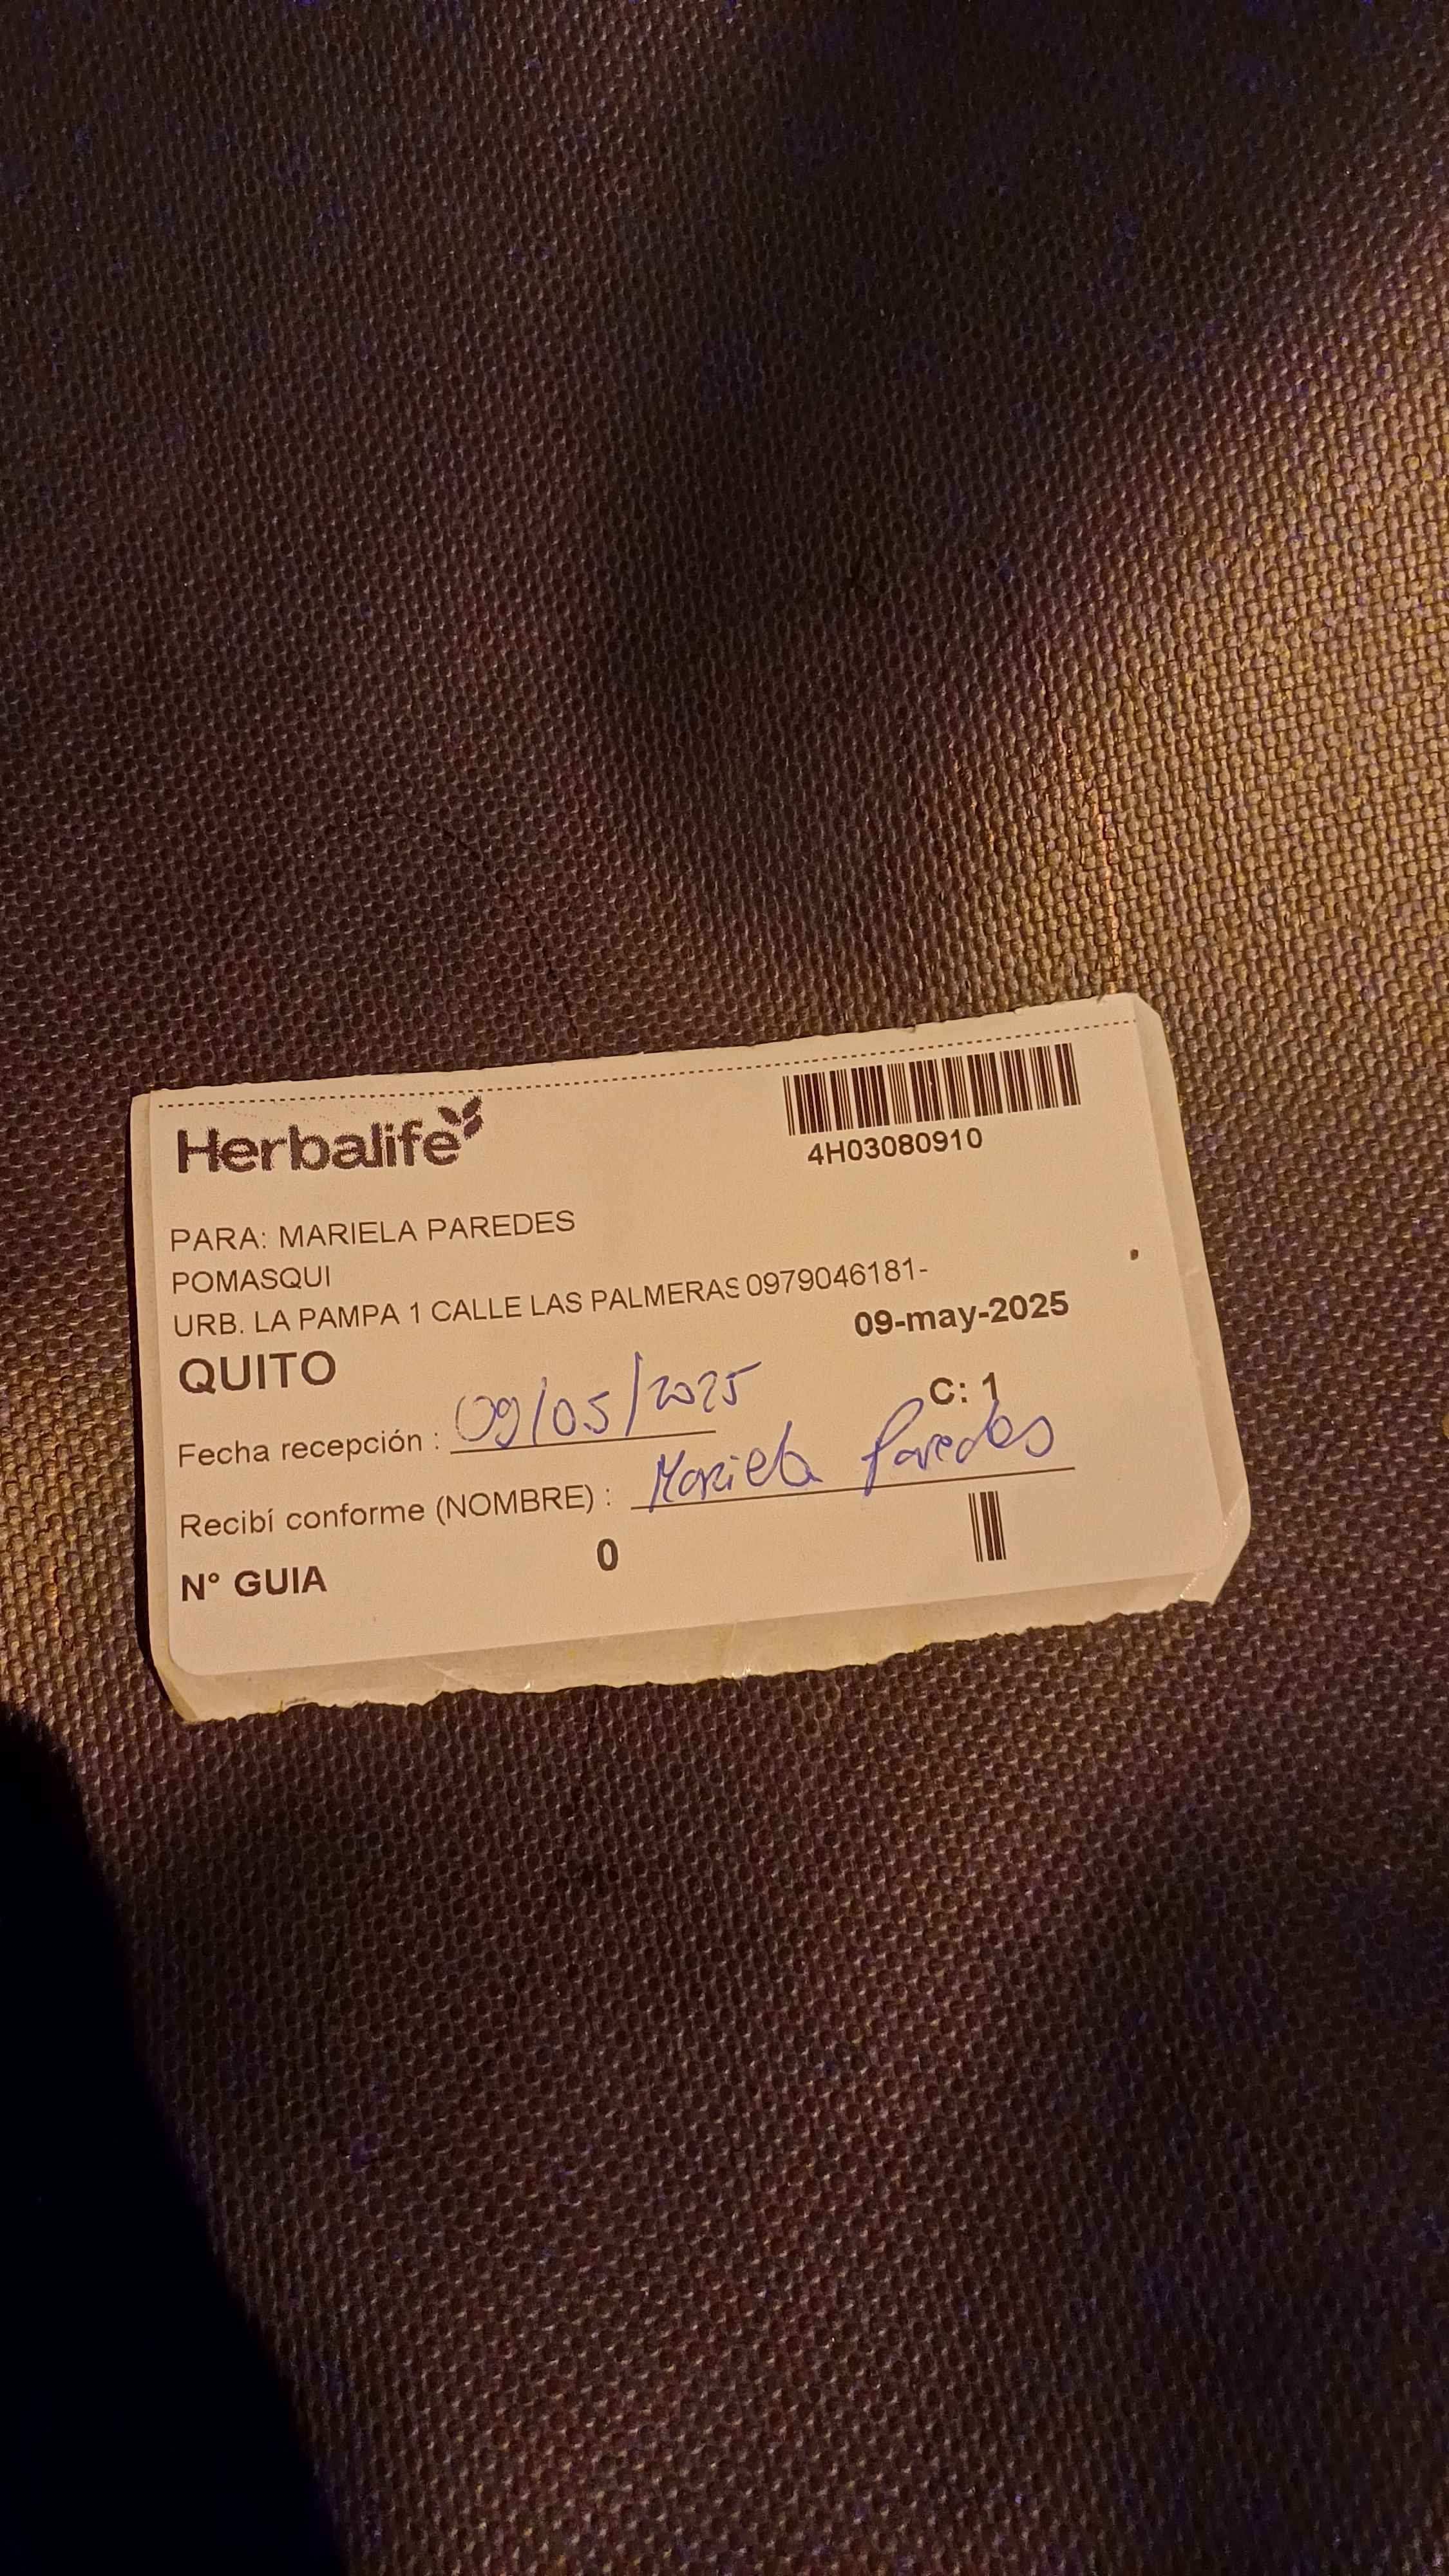 Herbalife
4H03080910
PARA: MARIELA PAREDES
POMASQUI
URB. LA PAMPA 1 CALLE LAS PALMERAS 0979046181-
09-may-2025
QUITO
C: 1
Fecha recepción : 09/05/2025
Recibí conforme (NOMBRE) : Mariela Paredes
N° GUIA 0